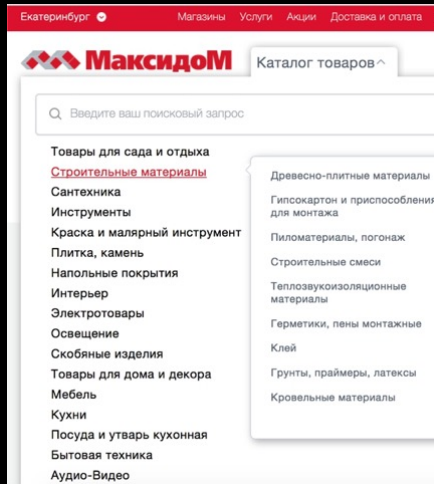 Екатеринбург Магазины Услуги Акции Доставка и оплата
МаксидоМ Каталог товаров
Введите ваш поисковый запрос
Товары для сада и отдыха
Строительные материалы
Сантехника
Инструменты
Краска и малярный инструмент
Плитка, камень
Напольные покрытия
Интерьер
Электротовары
Освещение
Скобяные изделия
Товары для дома и декора
Мебель
Кухни
Посуда и утварь кухонная
Бытовая техника
Аудио-Видео
Древесно-плитные материалы
Гипсокартон и приспособления
для монтажа
Пиломатериалы, погонаж
Строительные смеси
Теплозвукоизоляционные
материалы
Герметики, пены монтажные
Клей
Грунты, праймеры, латексы
Кровельные материалы